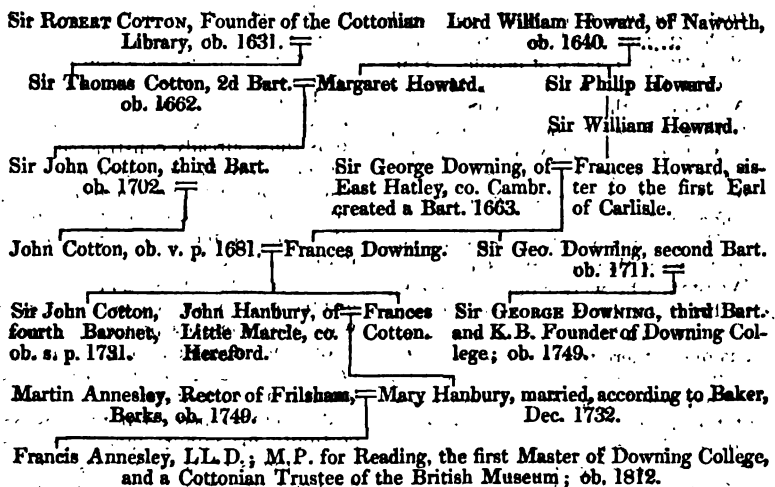 Sir ROBERT COTTON, Founder of the Cottonian
Library, ob. 1631.
Lord William Howard, of Naworth,
ob. 1640.
Sir Thomas Cotton, 2d Bart.
ob. 1662.
Margaret Howard.
Sir Philip Howard.
Sir William Howard.
Sir John Cotton, third Bart.
ob. 1702.
Sir George Downing, of
East Hatley, co. Cambr.
created a Bart. 1663.
Frances Howard, sis-
ter to the first Earl
of Carlisle.
John Cotton, ob. v. p. 1681.
Frances Downing.
Sir Geo. Downing, second Bart.
ob. 1711.
Sir John Cotton,
fourth Baronet,
ob. s. p. 1731.
John Hanbury, of
Little Marcle, co.
Hereford.
Frances
Cotton.
Sir GEORGE DOWNING, third Bart.
and K.B. Founder of Downing Col-
lege; ob. 1749.
Martin Annesley, Rector of Frilsham,
Berks, ob. 1749.
Mary Hanbury, married, according to Baker,
Dec. 1732.
Francis Annesley, LL.D.; M.P. for Reading, the first Master of Downing College,
and a Cottonian Trustee of the British Museum; ob. 1812.